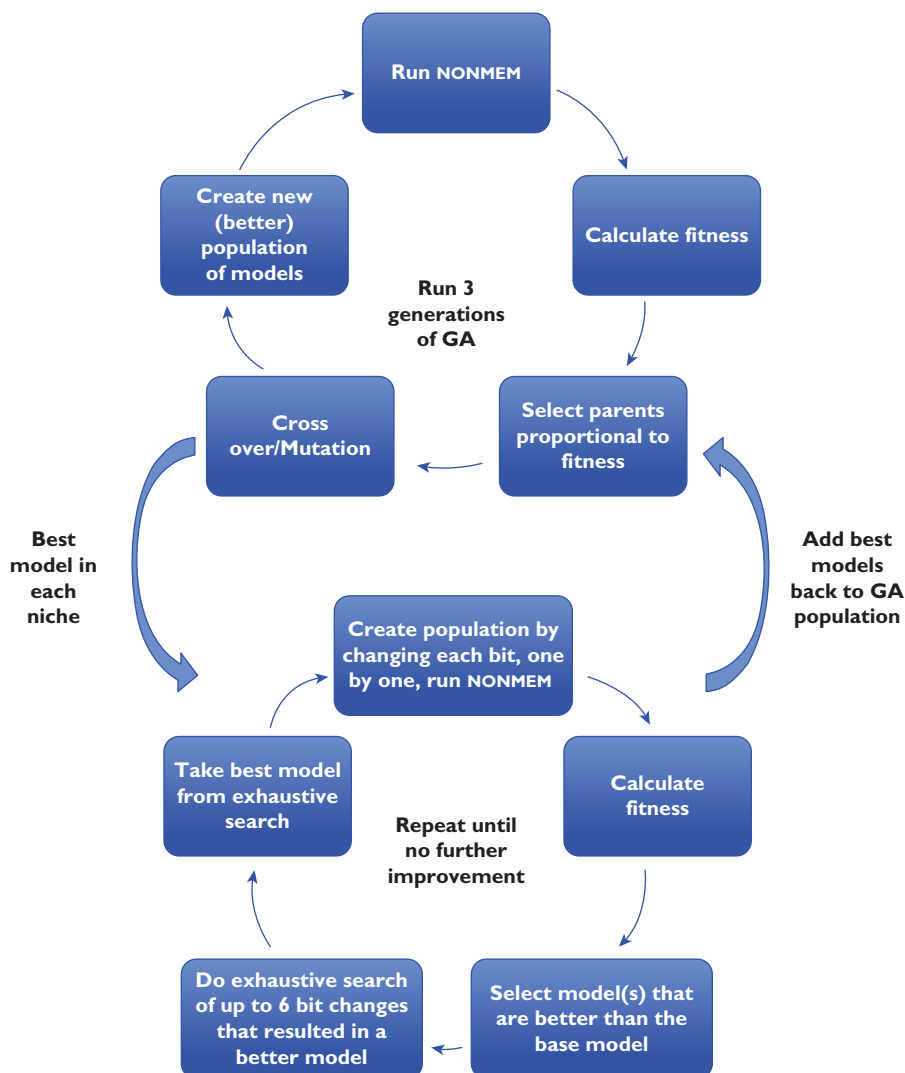 Run NONMEM
Create new
(better)
population
of models
Calculate fitness
Run 3
generations
of GA
Cross
over/Mutation
Select parents
proportional to
fitness
Best
model in
each
niche
Add best
models
back to GA
population
Create population by
changing each bit, one
by one, run NONMEM
Take best model
from exhaustive
search
Calculate
fitness
Repeat until
no further
improvement
Do exhaustive search
of up to 6 bit changes
that resulted in a
better model
Select model(s) that
are better than the
base model